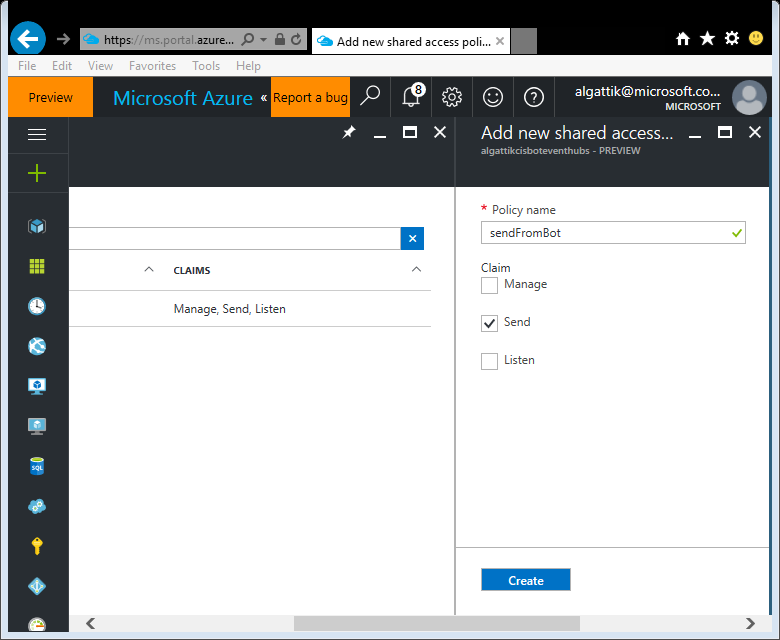 https://ms.portal.azure...
Add new shared access poli...
File Edit View Favorites Tools Help
Preview
Microsoft Azure «
Report a bug
8
algattik@microsoft.co...
MICROSOFT
Add new shared access...
algattikcisboteventhubs - PREVIEW
* Policy name
sendFromBot
CLAIMS
Claim
Manage
Manage, Send, Listen
Send
Listen
SQL
Create